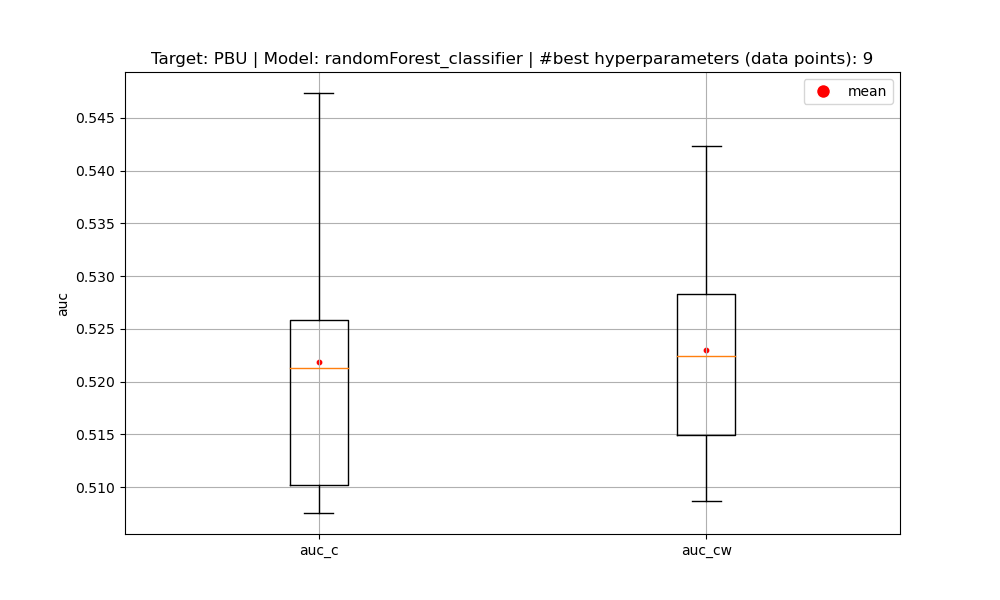 Target: PBU | Model: randomForest_classifier | #best hyperparameters (data points): 9
mean
0.545
0.540
0.535
0.530
0.525
0.520
0.515
0.510
auc
auc_c
auc_cw